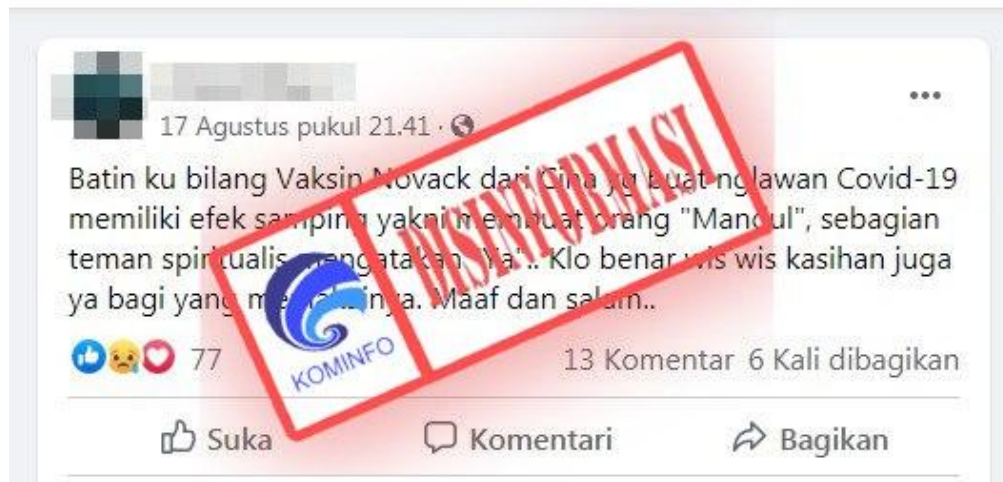 17 Agustus pukul 21.41
Batin ku bilang Vaksin Novack dari Cina yg buat nglawan Covid-19
memiliki efek samping yakni membuat orang "Mandul", sebagian
teman spiritualis mengatakan "Ya".. Klo benar wis wis kasihan juga
ya bagi yang memakainya. Maaf dan salam..
DISINFORMASI
KOMINFO
77
13 Komentar 6 Kali dibagikan
Suka Komentari Bagikan